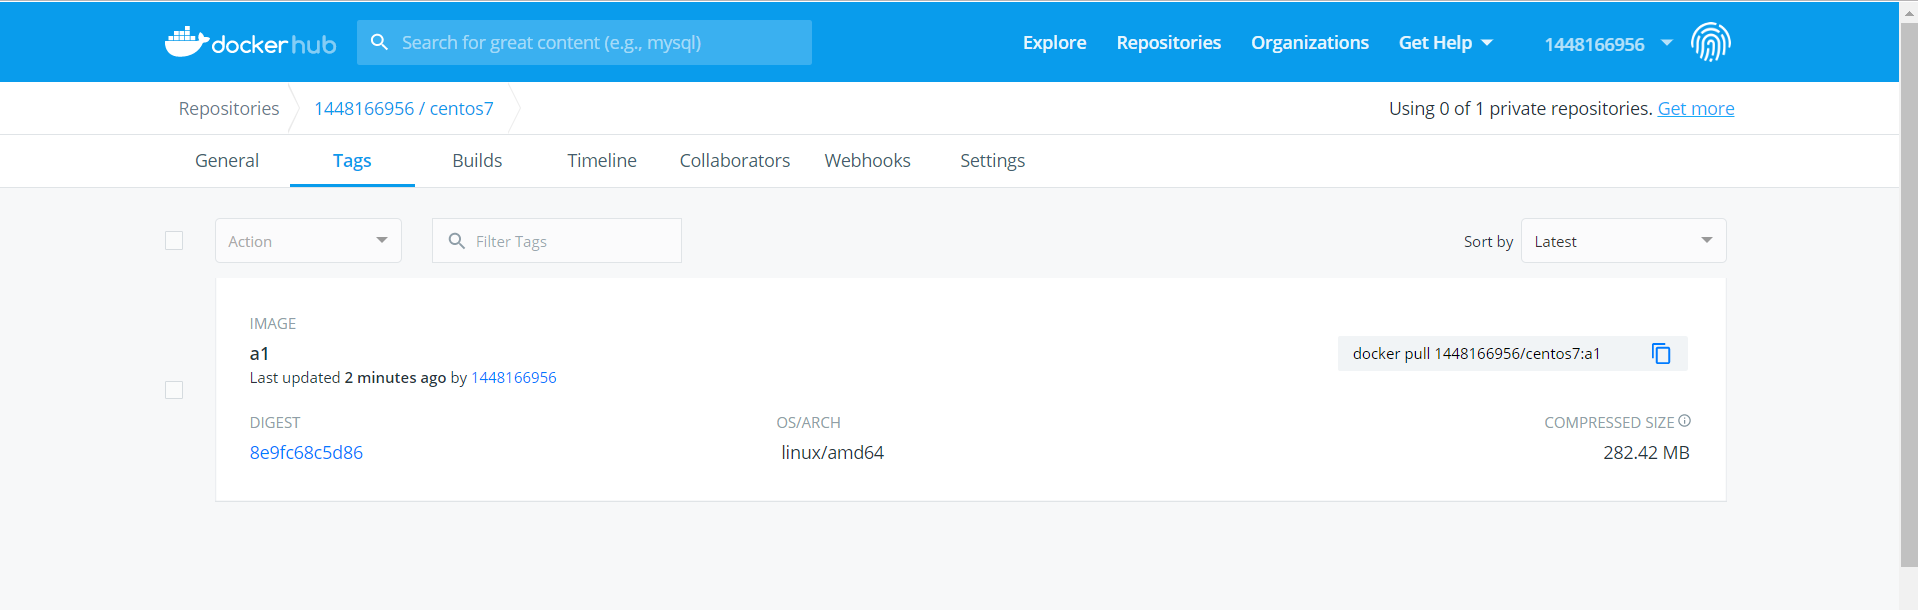 docker hub Search for great content (e.g., mysql) Explore Repositories Organizations Get Help 1448166956
Repositories 1448166956 / centos7 Using 0 of 1 private repositories. Get more
General Tags Builds Timeline Collaborators Webhooks Settings
Action Filter Tags Sort by Latest
IMAGE
a1 docker pull 1448166956/centos7:a1
Last updated 2 minutes ago by 1448166956
DIGEST OS/ARCH COMPRESSED SIZE
8e9fc68c5d86 linux/amd64 282.42 MB